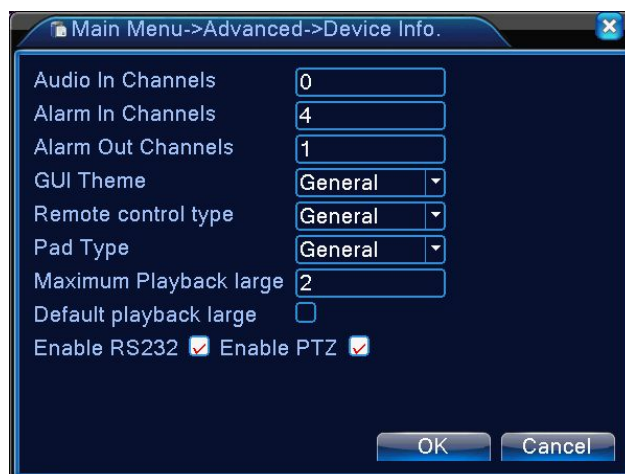 Main Menu->Advanced->Device Info.
Audio In Channels 0
Alarm In Channels 4
Alarm Out Channels 1
GUI Theme General
Remote control type General
Pad Type General
Maximum Playback large 2
Default playback large
Enable RS232 Enable PTZ
OK Cancel